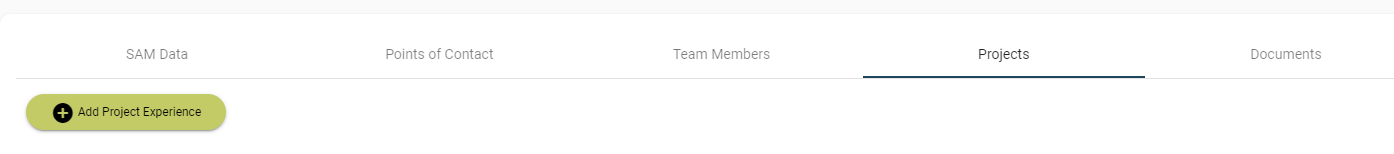 SAM Data
Points of Contact
Team Members
Projects
Documents
Add Project Experience